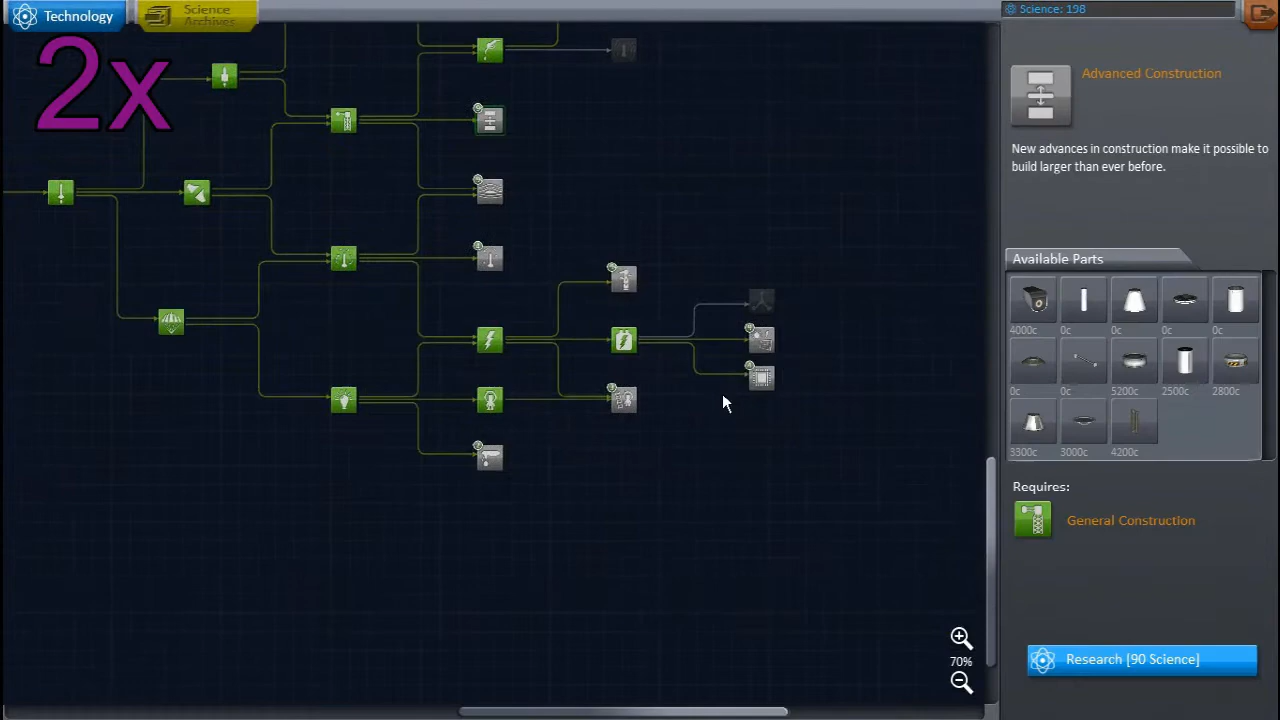 Technology
Science
Archives
Science: 198
2x
Advanced Construction
New advances in construction make it possible to
build larger than ever before.
Available Parts
4000c 0c 0c 0c 0c
0c 0c 5200c 2500c 2800c
3300c 3000c 4200c
Requires:
General Construction
70%
Research [90 Science]